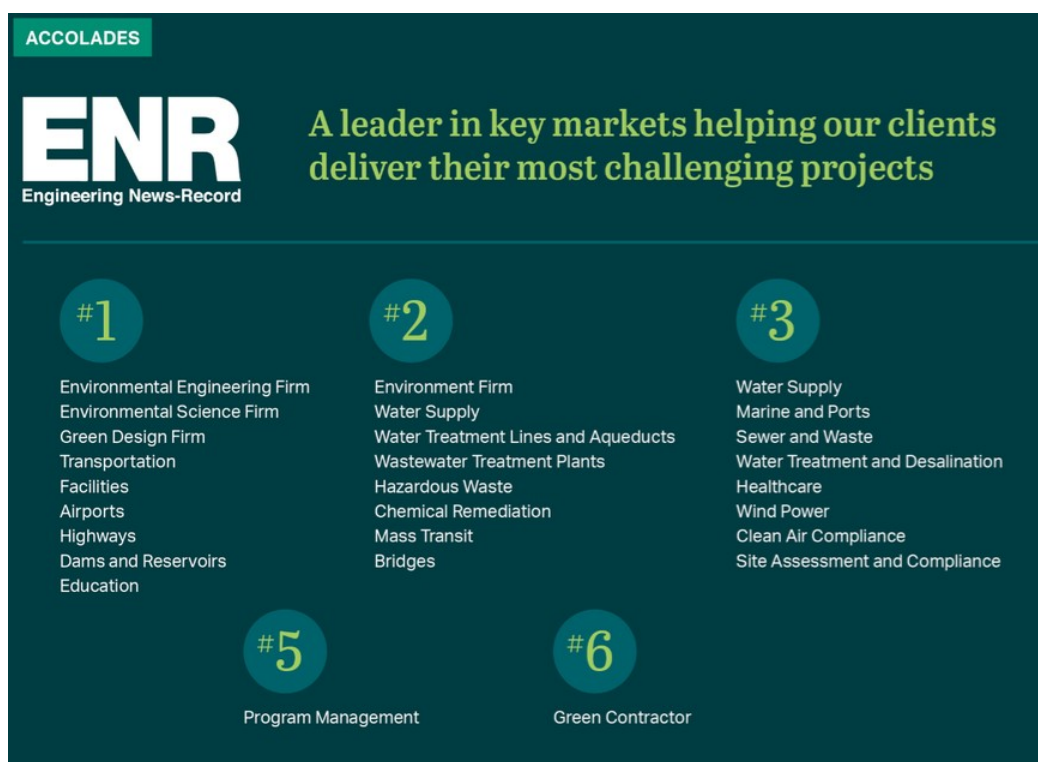 ACCOLADES
ENR
Engineering News-Record
A leader in key markets helping our clients
deliver their most challenging projects
#1
Environmental Engineering Firm
Environmental Science Firm
Green Design Firm
Transportation
Facilities
Airports
Highways
Dams and Reservoirs
Education
#2
Environment Firm
Water Supply
Water Treatment Lines and Aqueducts
Wastewater Treatment Plants
Hazardous Waste
Chemical Remediation
Mass Transit
Bridges
#3
Water Supply
Marine and Ports
Sewer and Waste
Water Treatment and Desalination
Healthcare
Wind Power
Clean Air Compliance
Site Assessment and Compliance
#5
Program Management
#6
Green Contractor